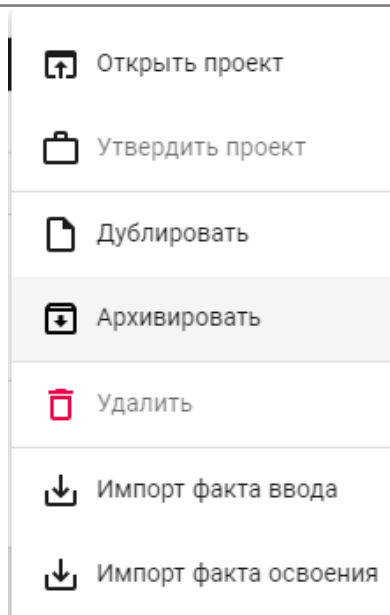 Открыть проект
Утвердить проект
Дублировать
Архивировать
Удалить
Импорт факта ввода
Импорт факта освоения